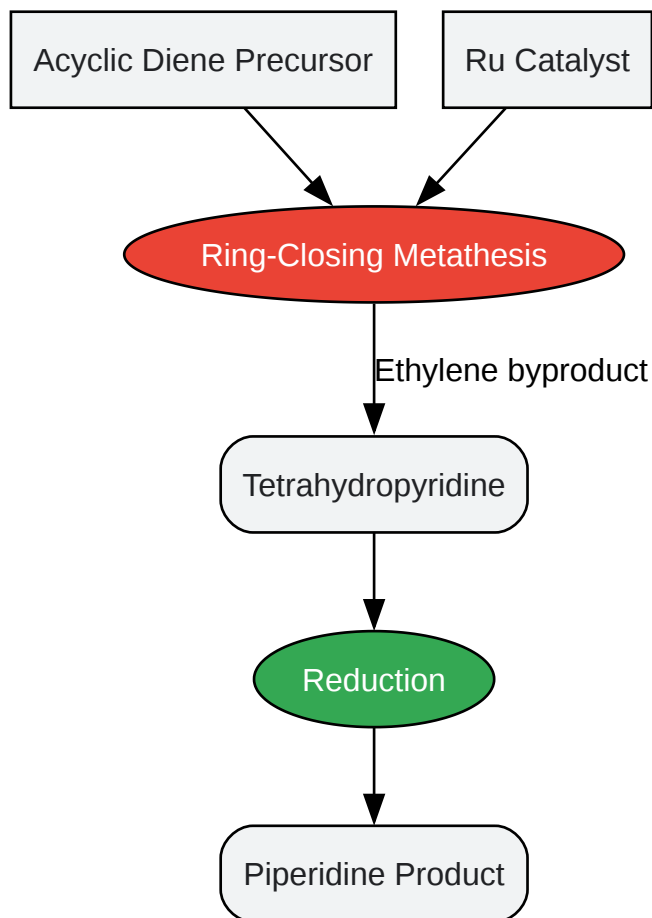 Acyclic Diene Precursor
Ru Catalyst
Ring-Closing Metathesis
Ethylene byproduct
Tetrahydropyridine
Reduction
Piperidine Product